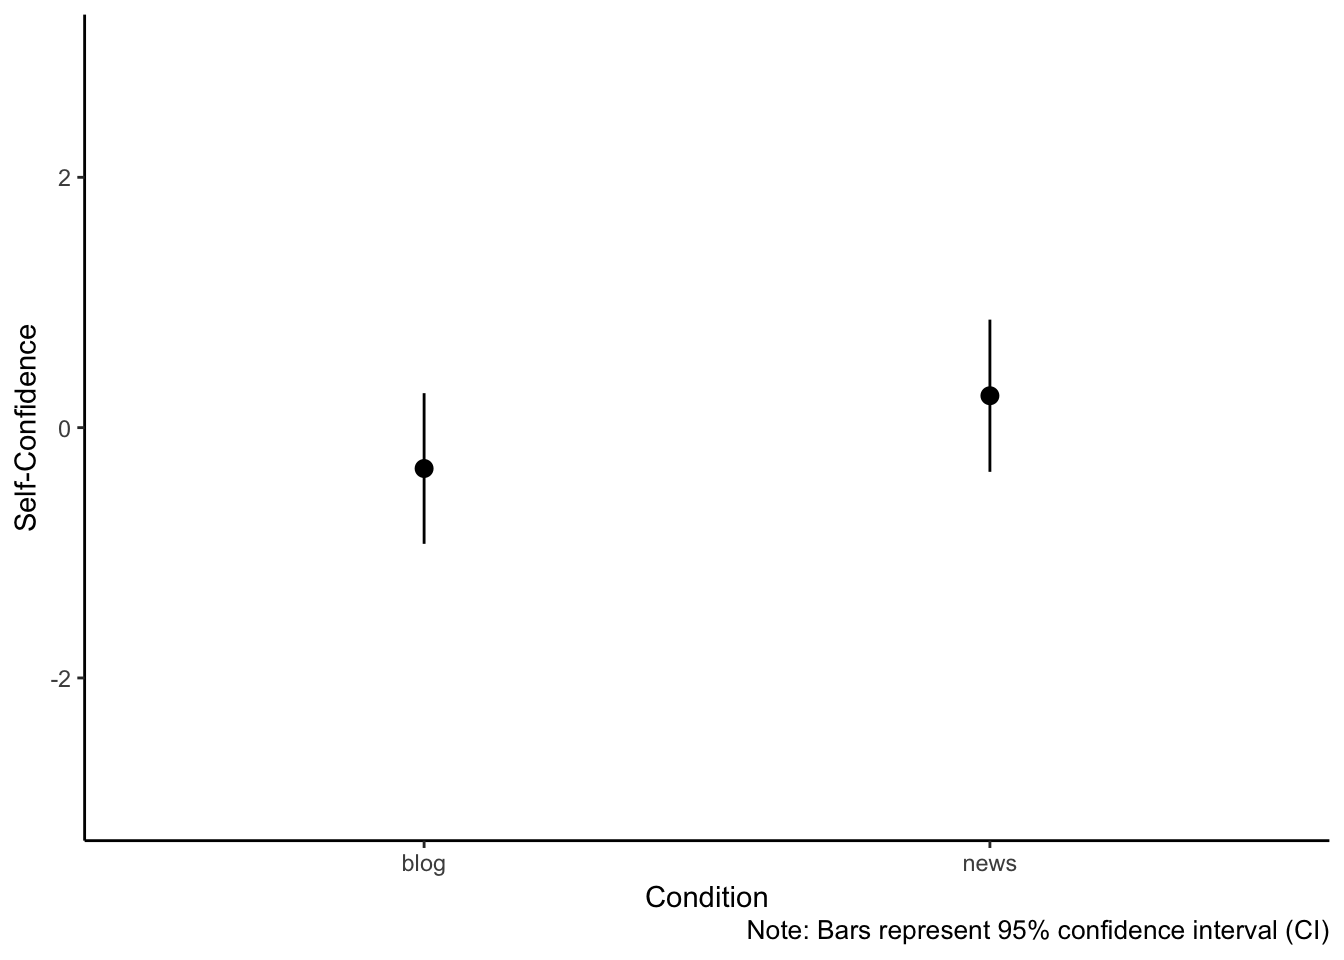 2
0
-2
Self-Confidence
blog
news
Condition
Note: Bars represent 95% confidence interval (CI)